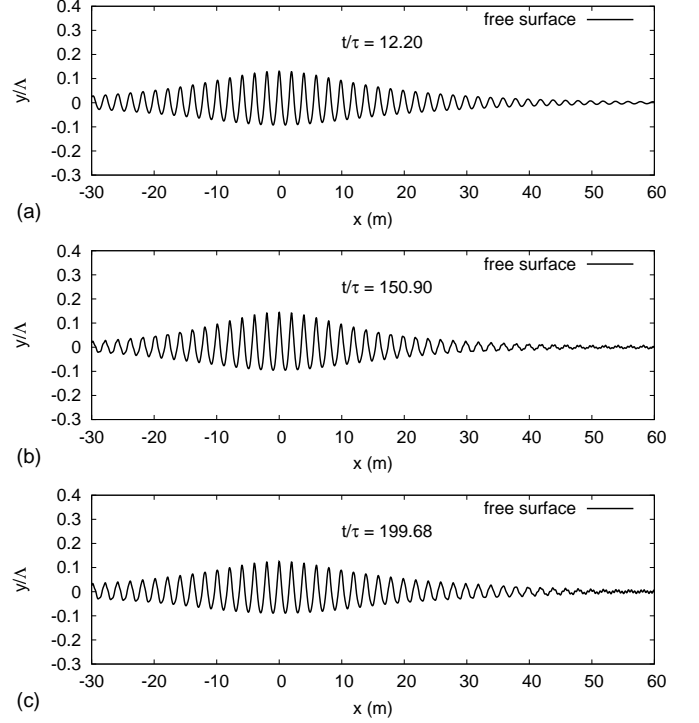 0.4
free surface
0.3
t/τ = 12.20
0.2
y/Λ
0.1
0
-0.1
-0.2
-0.3
-30 -20 -10 0 10 20 30 40 50 60
(a)
x (m)
0.4
free surface
0.3
t/τ = 150.90
0.2
y/Λ
0.1
0
-0.1
-0.2
-0.3
-30 -20 -10 0 10 20 30 40 50 60
(b)
x (m)
0.4
free surface
0.3
t/τ = 199.68
0.2
y/Λ
0.1
0
-0.1
-0.2
-0.3
-30 -20 -10 0 10 20 30 40 50 60
(c)
x (m)